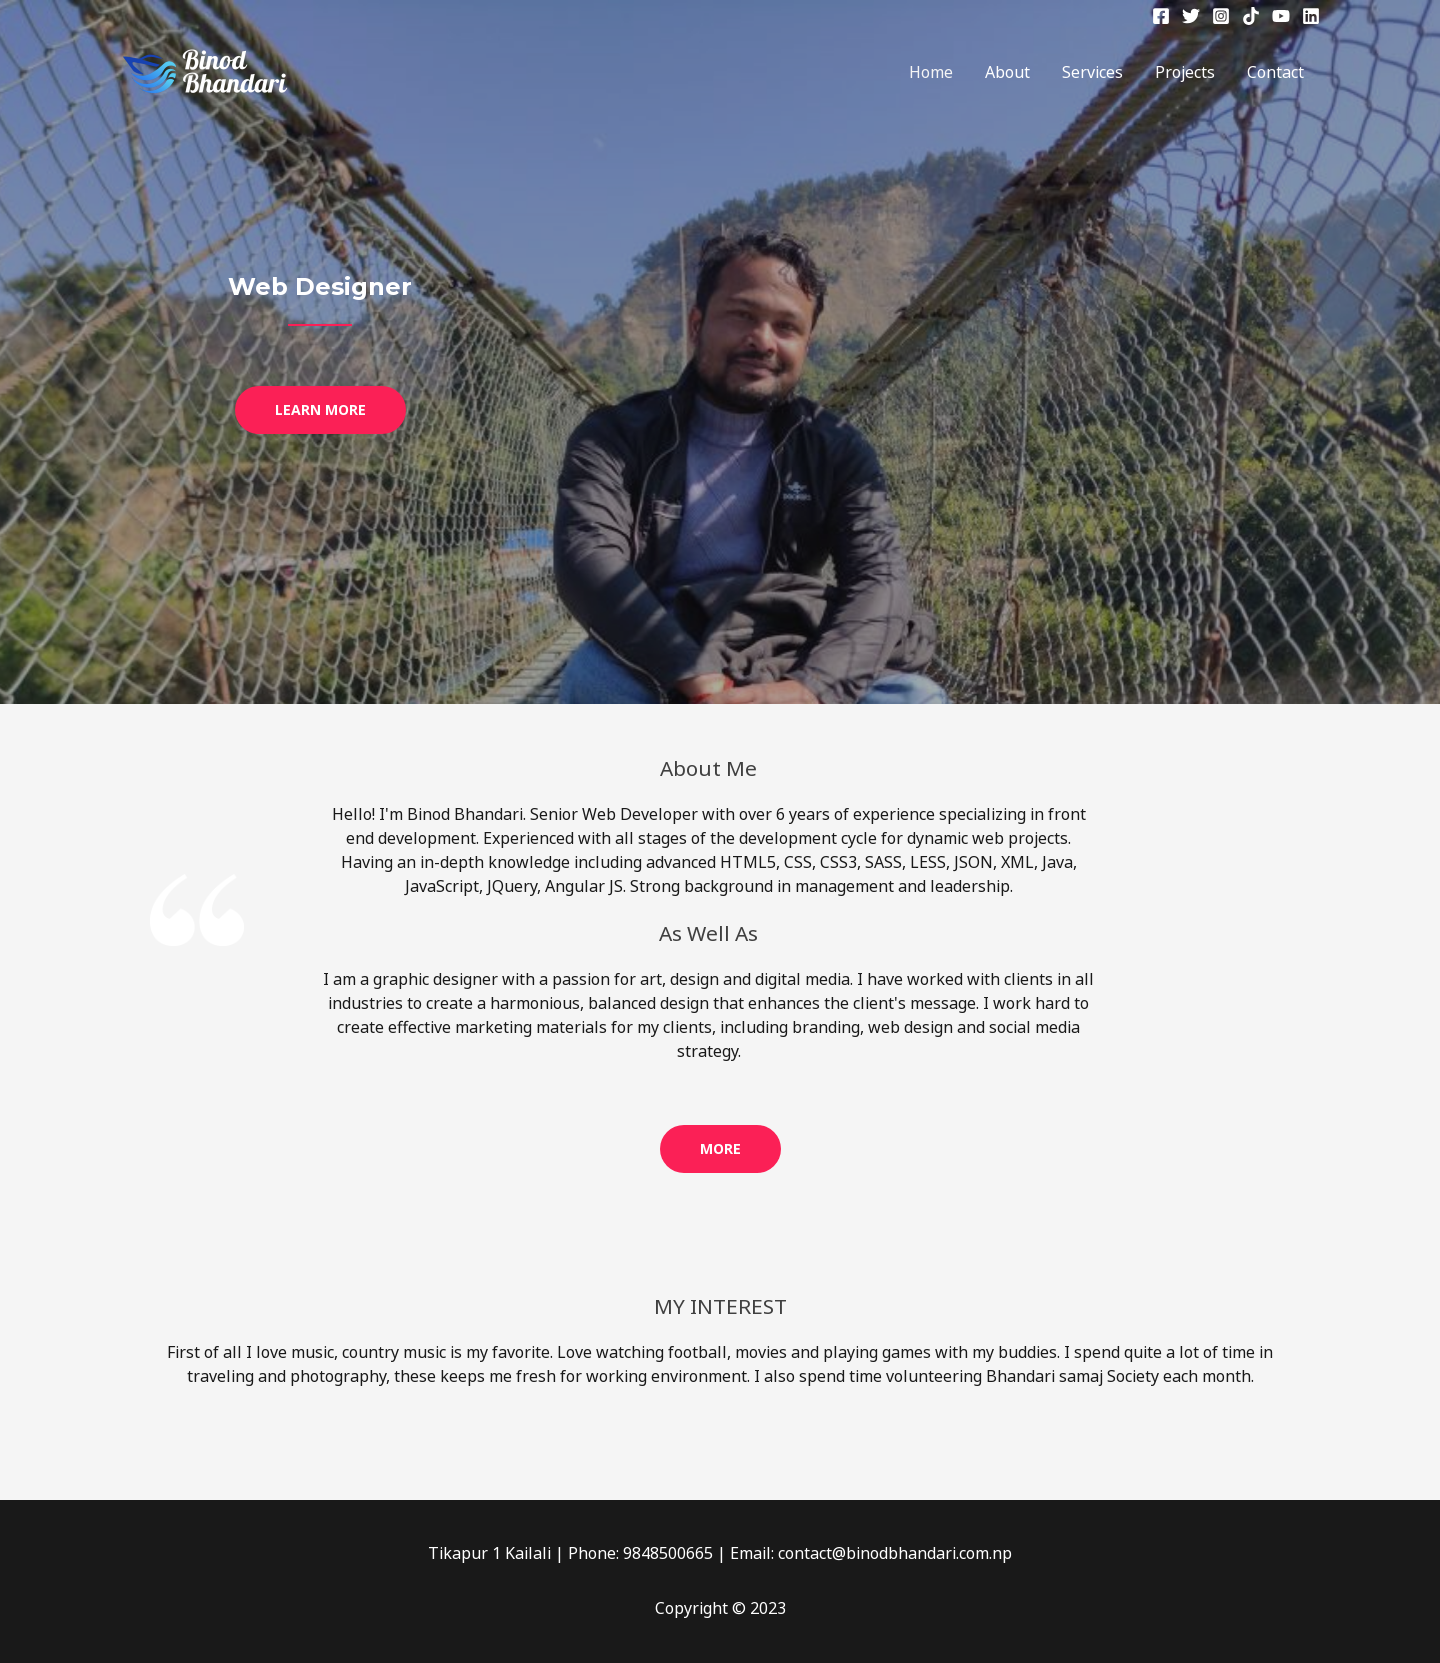 Binod
Bhandari
Home
About
Services
Projects
Contact
Web Designer
LEARN MORE
About Me
Hello! I'm Binod Bhandari. Senior Web Developer with over 6 years of experience specializing in front
end development. Experienced with all stages of the development cycle for dynamic web projects.
Having an in-depth knowledge including advanced HTML5, CSS, CSS3, SASS, LESS, JSON, XML, Java,
JavaScript, JQuery, Angular JS. Strong background in management and leadership.
As Well As
I am a graphic designer with a passion for art, design and digital media. I have worked with clients in all
industries to create a harmonious, balanced design that enhances the client's message. I work hard to
create effective marketing materials for my clients, including branding, web design and social media
strategy.
MORE
MY INTEREST
First of all I love music, country music is my favorite. Love watching football, movies and playing games with my buddies. I spend quite a lot of time in
traveling and photography, these keeps me fresh for working environment. I also spend time volunteering Bhandari samaj Society each month.
Tikapur 1 Kailali | Phone: 9848500665 | Email: contact@binodbhandari.com.np
Copyright © 2023